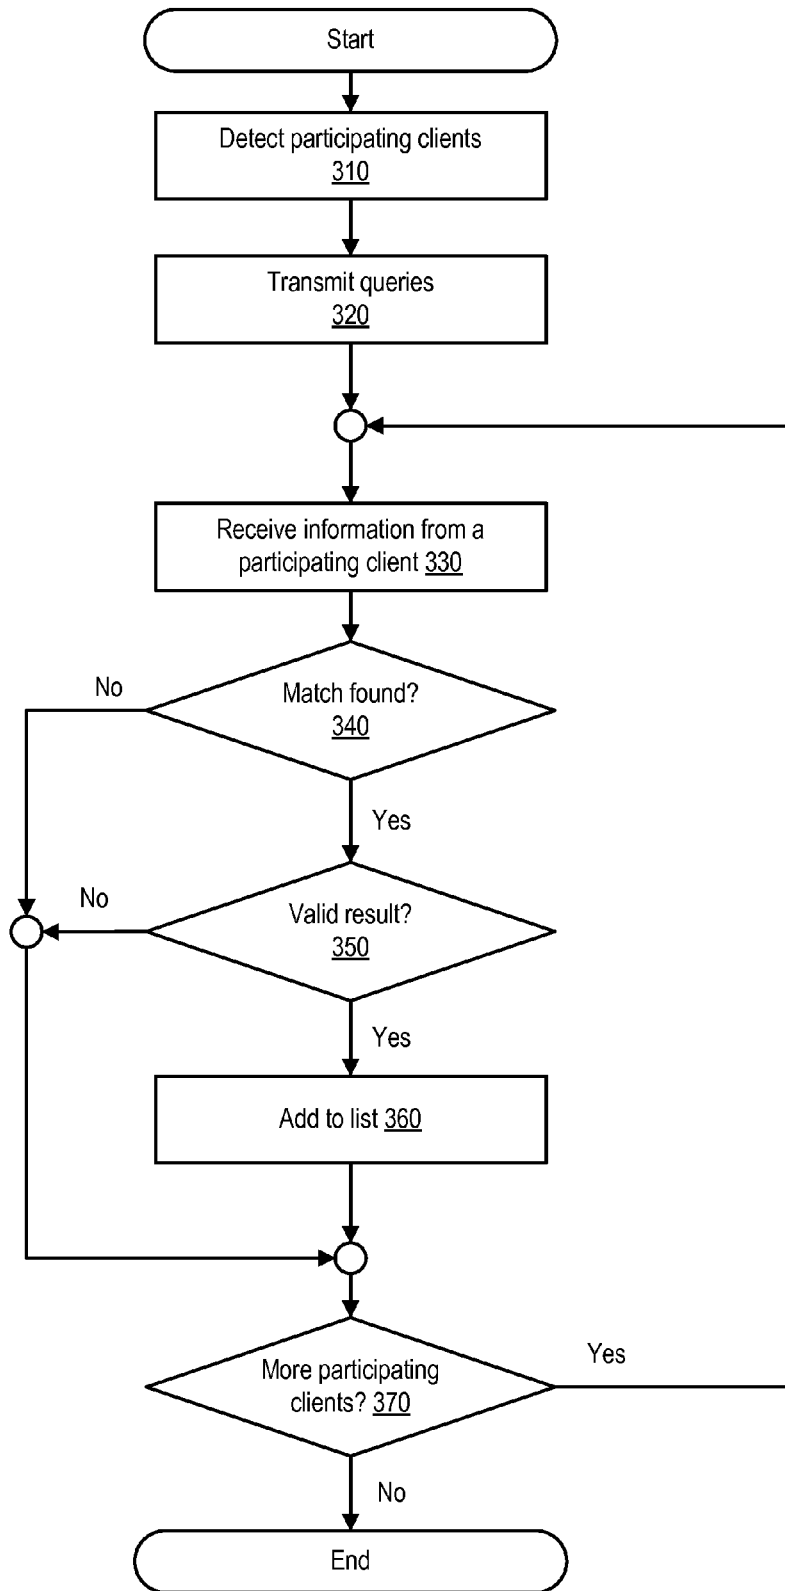 Start
Detect participating clients
310
Transmit queries
320
Receive information from a
participating client 330
No
Match found?
340
Yes
No
Valid result?
350
Yes
Add to list 360
More participating
clients? 370
Yes
No
End